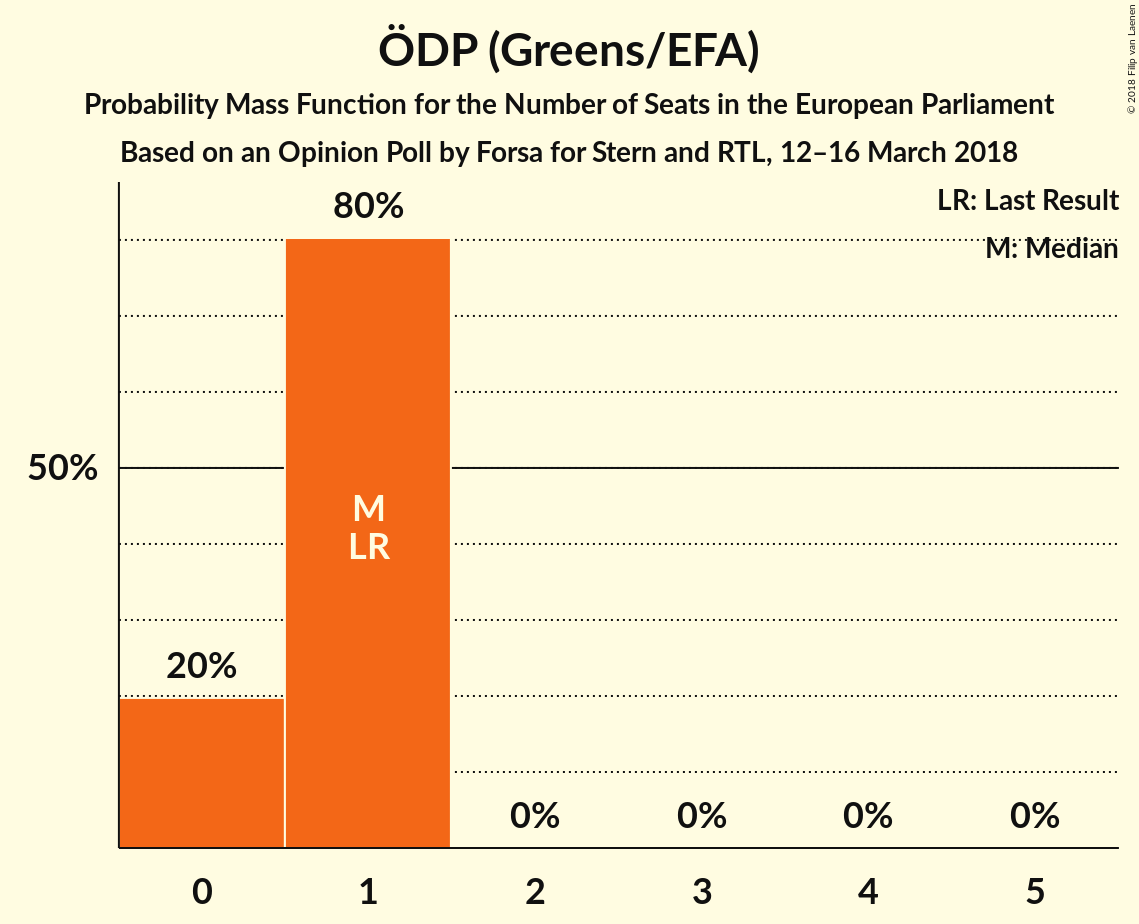 ÖDP (Greens/EFA)
Probability Mass Function for the Number of Seats in the European Parliament
Based on an Opinion Poll by Forsa for Stern and RTL, 12–16 March 2018
© 2018 Filip van Laenen
LR: Last Result
M: Median
80%
50%
M
LR
20%
0% 0% 0% 0%
0 1 2 3 4 5